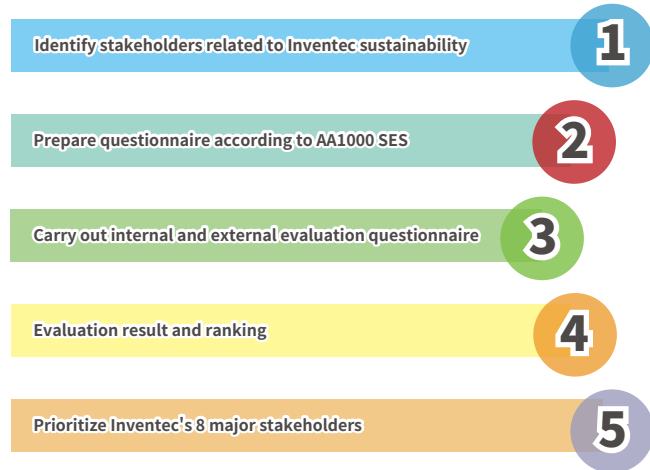 Identify stakeholders related to Inventec sustainability 1
Prepare questionnaire according to AA1000 SES 2
Carry out internal and external evaluation questionnaire 3
Evaluation result and ranking 4
Prioritize Inventec's 8 major stakeholders 5